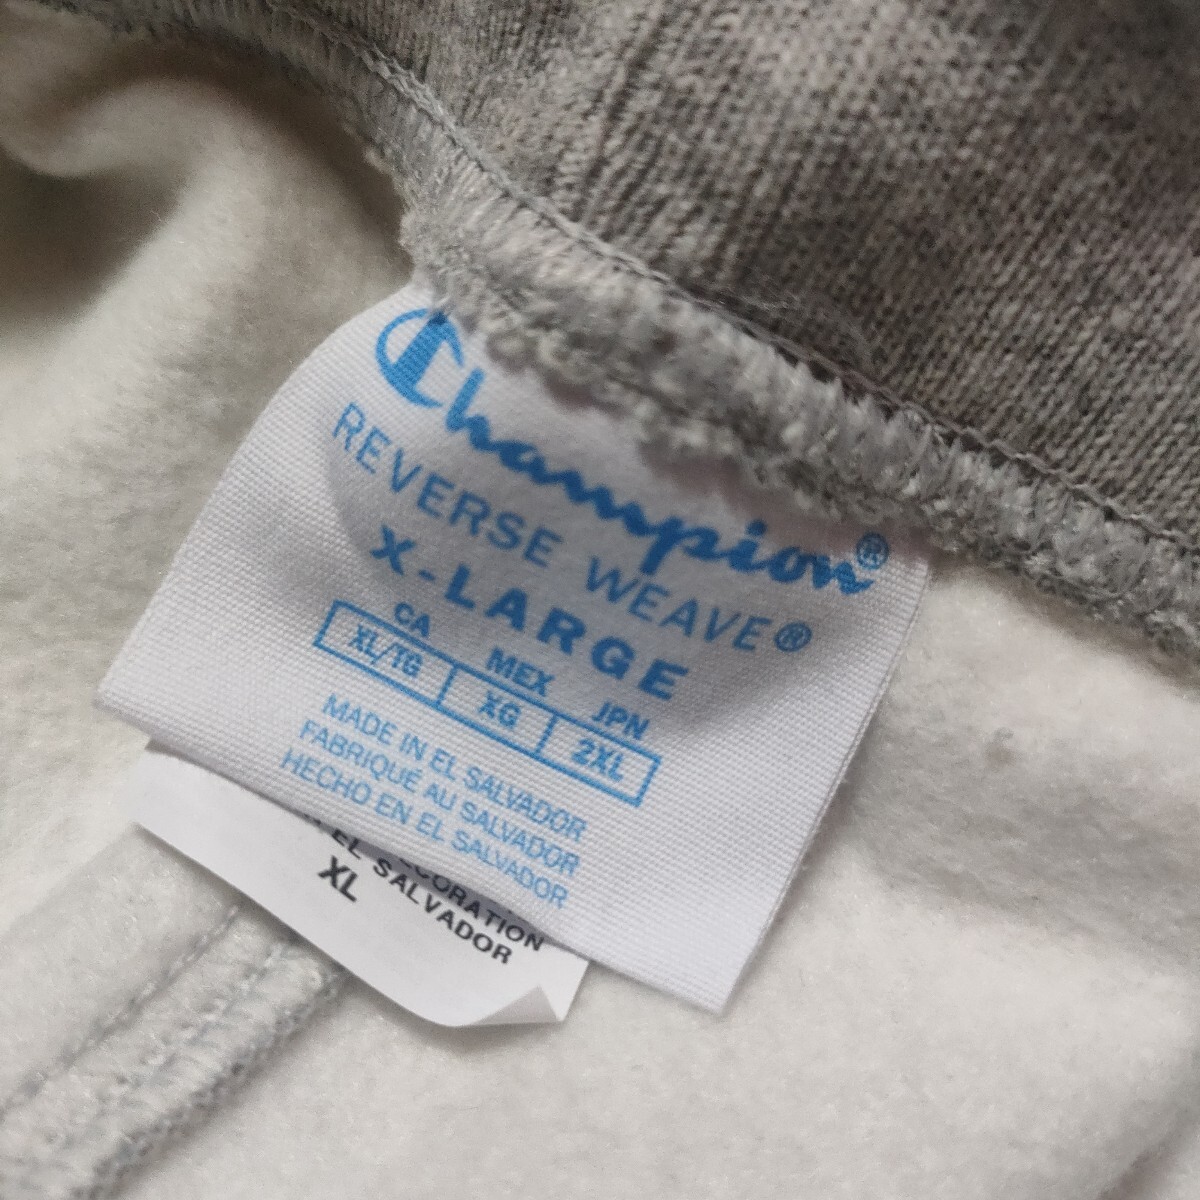 Champion®
REVERSE WEAVE®
X-LARGE
CA MEX JPN
XL/TG XG 2XL
MADE IN EL SALVADOR
FABRIQUÉ AU SALVADOR
HECHO EN EL SALVADOR
EL SALVADOR
XL